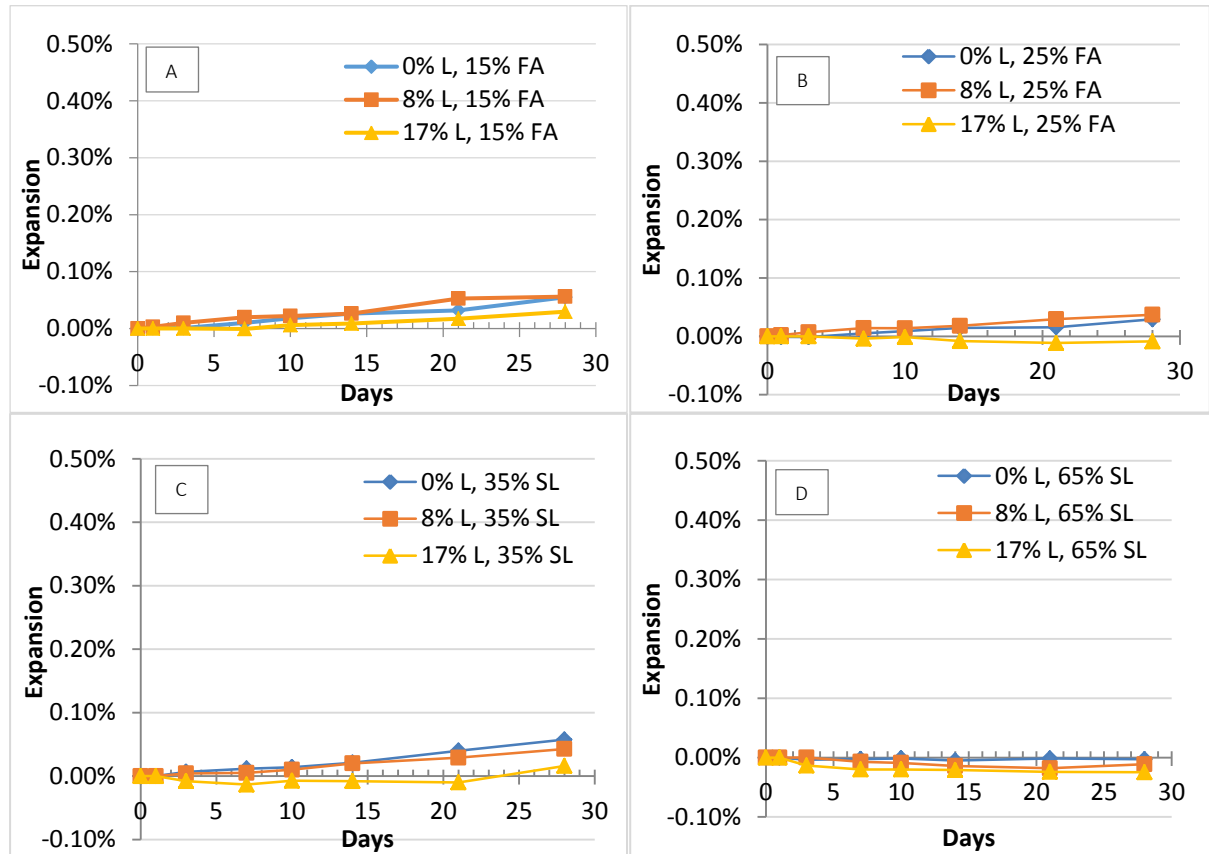 0.50%
0.40%
0.30%
0.20%
0.10%
0.00%
-0.10%
Expansion
A
0% L, 15% FA
8% L, 15% FA
17% L, 15% FA
0 5 10 15 20 25 30
Days
0.50%
0.40%
0.30%
0.20%
0.10%
0.00%
-0.10%
Expansion
B
0% L, 25% FA
8% L, 25% FA
17% L, 25% FA
0 10 20 30
Days
0.50%
0.40%
0.30%
0.20%
0.10%
0.00%
-0.10%
Expansion
C
0% L, 35% SL
8% L, 35% SL
17% L, 35% SL
0 5 10 15 20 25 30
Days
0.50%
0.40%
0.30%
0.20%
0.10%
0.00%
-0.10%
Expansion
D
0% L, 65% SL
8% L, 65% SL
17% L, 65% SL
0 5 10 15 20 25 30
Days